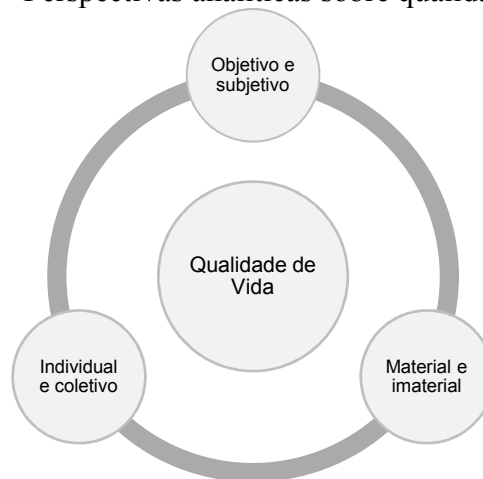 Perspectivas analíticas sobre
Objetivo e
subjetivo
Qualidade de
Vida
Individual
e coletivo
Material e
imaterial